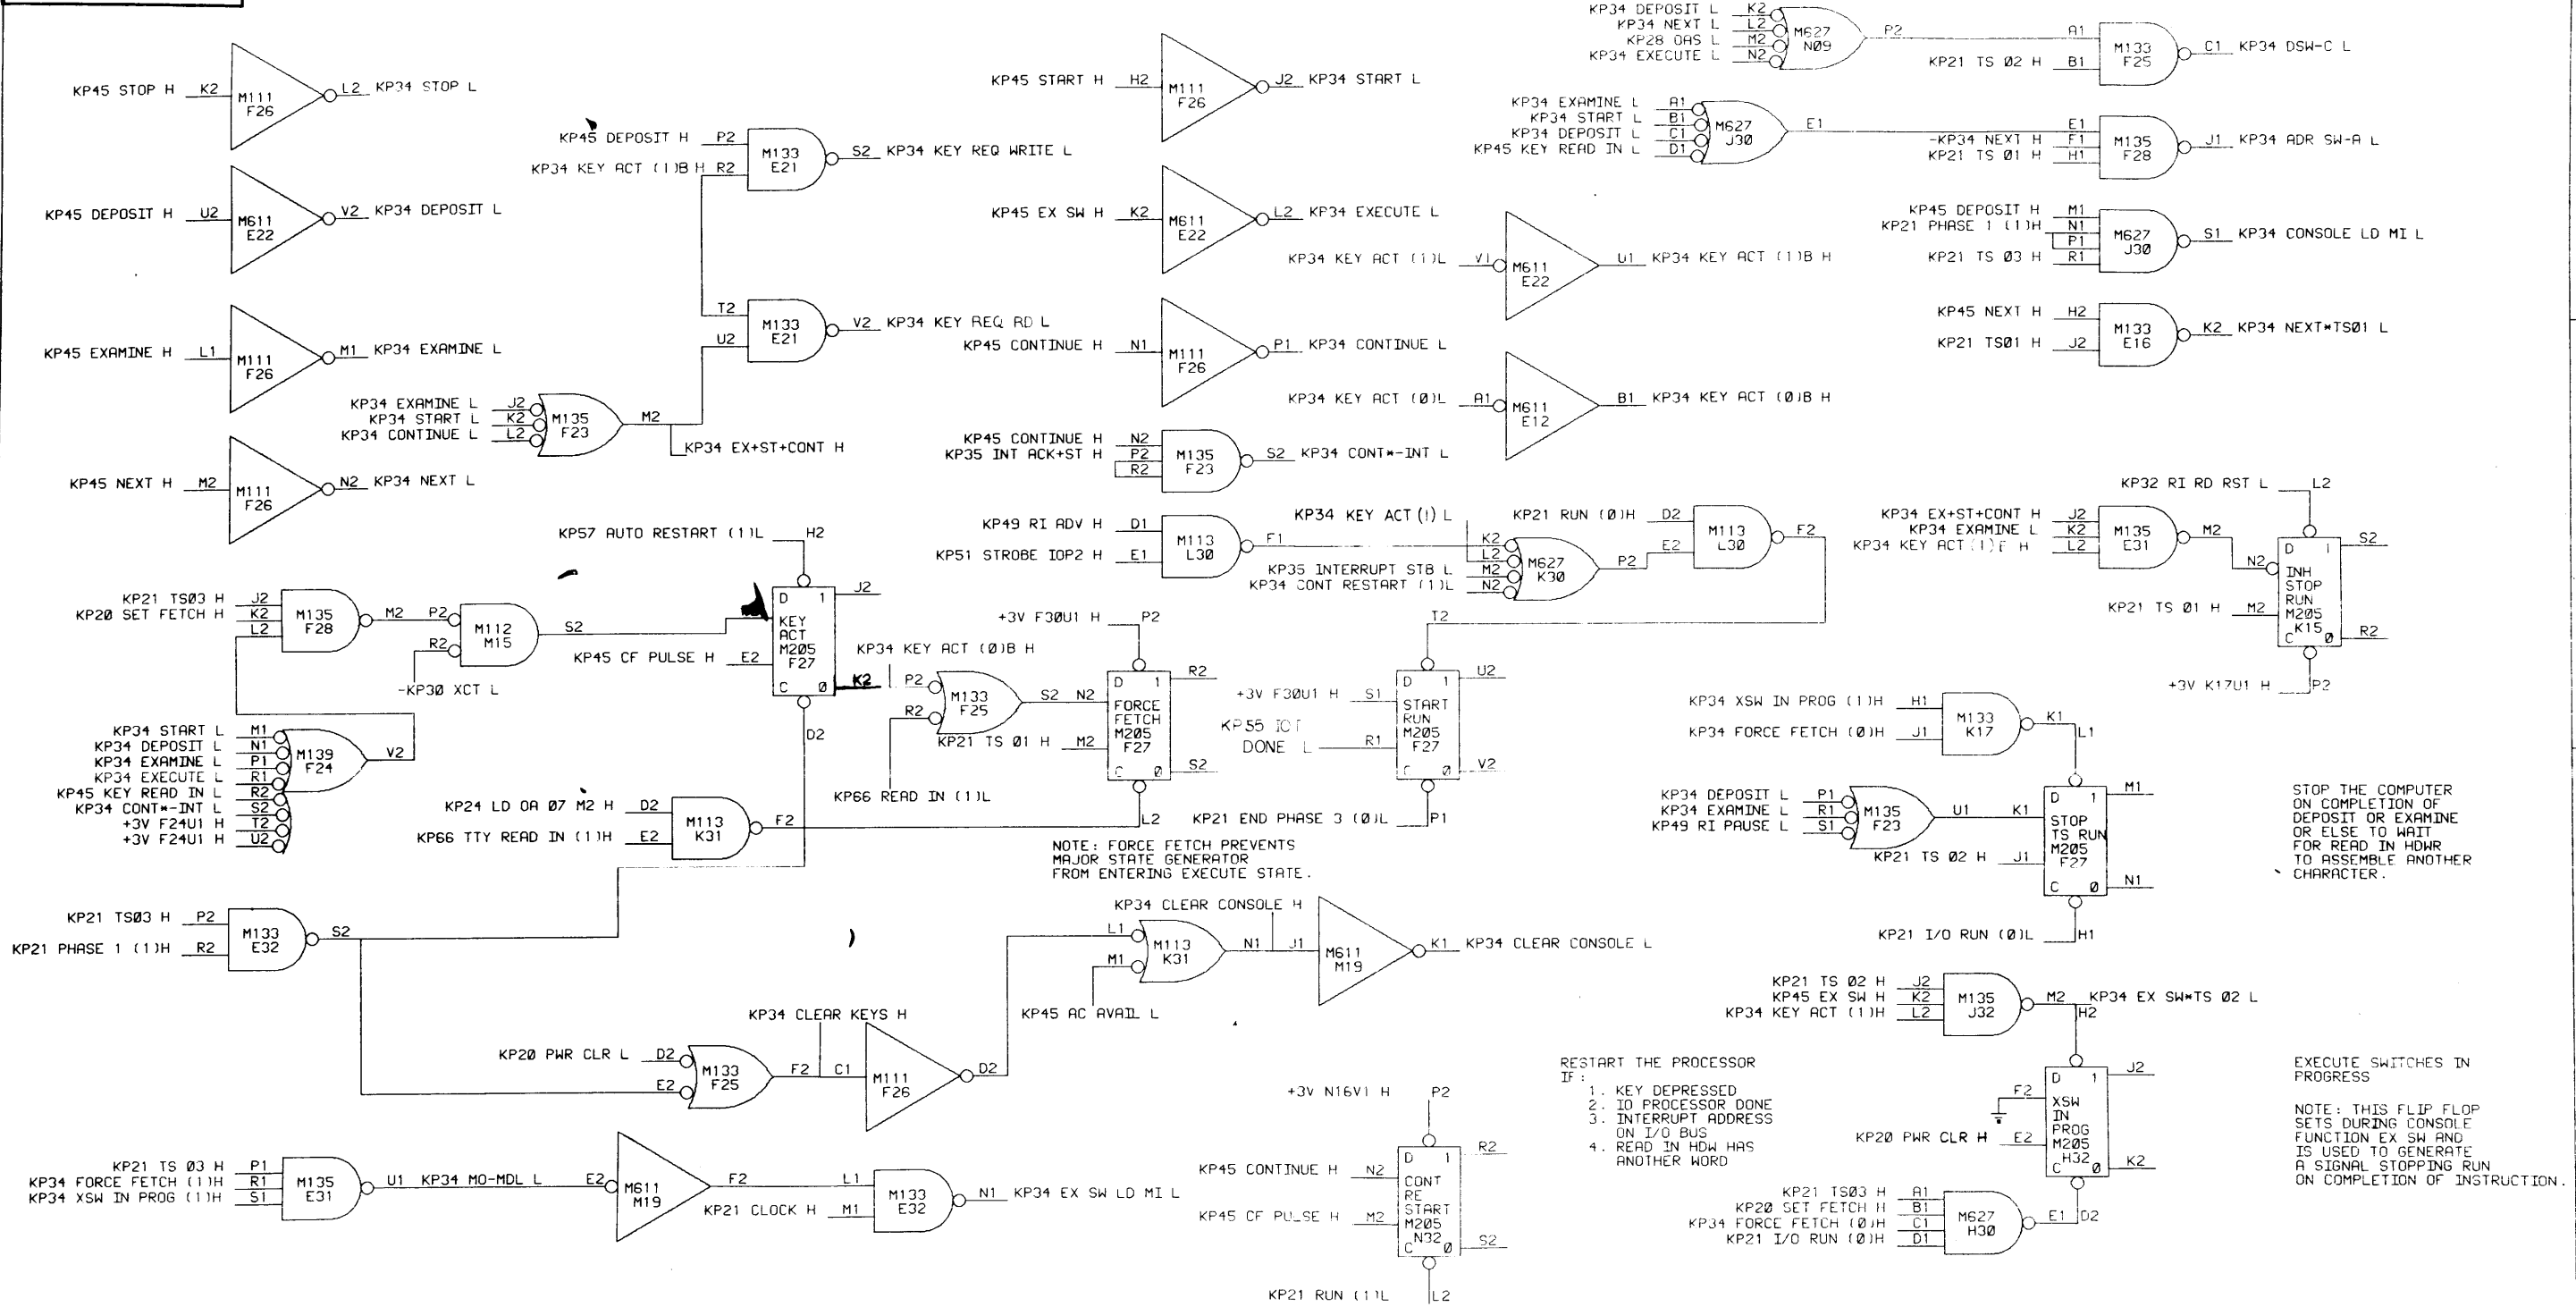 KP45 STOP H K2 M111 F26 L2 KP34 STOP L
KP45 DEPOSIT H U2 M611 E22 V2 KP34 DEPOSIT L
KP45 EXAMINE H L1 M111 F26 M1 KP34 EXAMINE L
KP45 NEXT H M2 M111 F26 N2 KP34 NEXT L
KP45 DEPOSIT H P2
KP34 KEY ACT (1)B H R2
M133 E21 S2 KP34 KEY REQ WRITE L
T2
U2
M133 E21 V2 KP34 KEY REQ RD L
KP34 EXAMINE L J2
KP34 START L K2
KP34 CONTINUE L L2
M135 F23 M2
KP34 EX+ST+CONT H
KP45 START H H2 M111 F26 J2 KP34 START L
KP45 EX SW H K2 M611 E22 L2 KP34 EXECUTE L
KP45 CONTINUE H N1 M111 F26 P1 KP34 CONTINUE L
KP34 KEY ACT (1)L V1 M611 E22 U1 KP34 KEY ACT (1)B H
KP34 KEY ACT (0)L A1 M611 E12 B1 KP34 KEY ACT (0)B H
KP45 CONTINUE H N2
KP35 INT ACK+ST H P2
R2
M135 F23 S2 KP34 CONT*-INT L
KP34 DEPOSIT L K2
KP34 NEXT L L2
KP28 OAS L M2
KP34 EXECUTE L N2
M627 N09 P2 A1
KP21 TS 02 H B1
M133 F25 C1 KP34 DSW-C L
KP34 EXAMINE L A1
KP34 START L B1
KP34 DEPOSIT L C1
KP45 KEY READ IN L D1
M627 J30 E1 E1
-KP34 NEXT H F1
KP21 TS 01 H H1
M135 F28 J1 KP34 ADR SW-A L
KP45 DEPOSIT H M1
KP21 PHASE 1 (1)H N1
P1
KP21 TS 03 H R1
M627 J30 S1 KP34 CONSOLE LD MI L
KP45 NEXT H H2
KP21 TS01 H J2
M133 E16 K2 KP34 NEXT*TS01 L
KP49 RI ADV H D1
KP51 STROBE IOP2 H E1
M113 L30 F1
KP34 KEY ACT (1) L
K2
L2
KP35 INTERRUPT STB L M2
KP34 CONT RESTART (1)L N2
M627 K30 P2
KP21 RUN (0)H D2
E2
M113 L30 F2
KP32 RI RD RST L L2
KP34 EX+ST+CONT H J2
KP34 EXAMINE L K2
L2
M135 E31 M2
N2
D 1 S2
INH
STOP
RUN
M205
K15
C 0 R2
KP21 TS 01 H M2
+3V K17U1 H P2
KP57 AUTO RESTART (1)L H2
KP21 TS03 H J2
KP20 SET FETCH H K2
L2
M135 F28 M2 P2
R2
-KP30 XCT L
M112 M15 S2
D 1 J2
KEY
ACT
M205
F27
C 0 K2
KP45 CF PULSE H E2
D2
KP34 START L M1
KP34 DEPOSIT L N1
KP34 EXAMINE L P1
KP34 EXECUTE L R1
KP45 KEY READ IN L R2
KP34 CONT*-INT L S2
+3V F24U1 H T2
+3V F24U1 H U2
M139 F24 V2
KP34 KEY ACT (0)B H
P2
R2
KP66 READ IN (1)L
M133 F25 S2 N2
+3V F30U1 H P2
D 1 R2
FORCE
FETCH
M205
F27
C 0 S2
KP21 TS 01 H M2
L2
T2
D 1 U2
START
RUN
M205
F27
C 0 V2
+3V F30U1 H S1
KP55 IOT
DONE L R1
KP21 END PHASE 3 (0)L P1
KP24 LD OA 07 M2 H D2
KP66 TTY READ IN (1)H E2
M113 K31 F2
NOTE: FORCE FETCH PREVENTS
MAJOR STATE GENERATOR
FROM ENTERING EXECUTE STATE.
KP34 XSW IN PROG (1)H H1
KP34 FORCE FETCH (0)H J1
M133 K17 K1
L1
KP34 DEPOSIT L P1
KP34 EXAMINE L R1
KP49 RI PAUSE L S1
M135 F23 U1 K1
D 1 M1
STOP
TS RUN
M205
F27
C 0 N1
KP21 TS 02 H J1
KP21 I/O RUN (0)L H1
STOP THE COMPUTER
ON COMPLETION OF
DEPOSIT OR EXAMINE
OR ELSE TO WAIT
FOR READ IN HDWR
TO ASSEMBLE ANOTHER
CHARACTER.
KP21 TS03 H P2
KP21 PHASE 1 (1)H R2
M133 E32 S2
KP34 CLEAR CONSOLE H
L1
M1
KP45 AC AVAIL L
M113 K31 N1 J1
M611 M19 K1 KP34 CLEAR CONSOLE L
KP34 CLEAR KEYS H
KP20 PWR CLR L D2
E2
M133 F25 F2 C1
M111 F26 D2
KP21 TS 02 H J2
KP45 EX SW H K2
KP34 KEY ACT (1)H L2
M135 J32 M2 KP34 EX SW*TS 02 L
H2
D 1 J2
F2
XSW
IN
PROG
M205
H32
C 0 K2
KP20 PWR CLR H E2
KP21 TS03 H A1
KP20 SET FETCH H B1
KP34 FORCE FETCH (0)H C1
KP21 I/O RUN (0)H D1
M627 H30 E1 D2
EXECUTE SWITCHES IN
PROGRESS
NOTE: THIS FLIP FLOP
SETS DURING CONSOLE
FUNCTION EX SW AND
IS USED TO GENERATE
A SIGNAL STOPPING RUN
ON COMPLETION OF INSTRUCTION.
RESTART THE PROCESSOR
IF:
1. KEY DEPRESSED
2. IO PROCESSOR DONE
3. INTERRUPT ADDRESS
ON I/O BUS
4. READ IN HDW HAS
ANOTHER WORD
KP21 TS 03 H P1
KP34 FORCE FETCH (1)H R1
KP34 XSW IN PROG (1)H S1
M135 E31 U1 KP34 MO-MDL L E2
M611 M19 F2 L1
KP21 CLOCK H M1
M133 E32 N1 KP34 EX SW LD MI L
+3V N16V1 H P2
D 1 R2
CONT
RE
START
M205
N32
C 0 S2
KP45 CONTINUE H N2
KP45 CF PULSE H M2
KP21 RUN (1)L L2